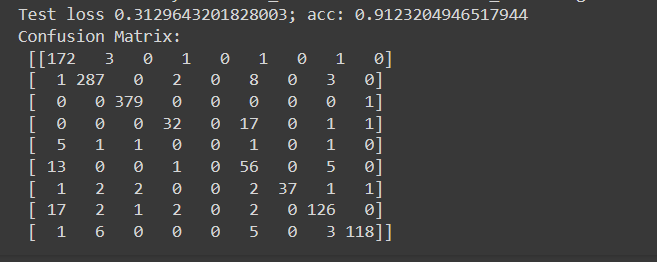 Test loss 0.3129643201828003; acc: 0.9123204946517944
Confusion Matrix:
[[172 3 0 1 0 1 0 1 0]
[ 1 287 0 2 0 8 0 3 0]
[ 0 0 379 0 0 0 0 0 1]
[ 0 0 0 32 0 17 0 1 1]
[ 5 1 1 0 0 1 0 1 0]
[ 13 0 0 1 0 56 0 5 0]
[ 1 2 2 0 0 2 37 1 1]
[ 17 2 1 2 0 2 0 126 0]
[ 1 6 0 0 0 5 0 3 118]]